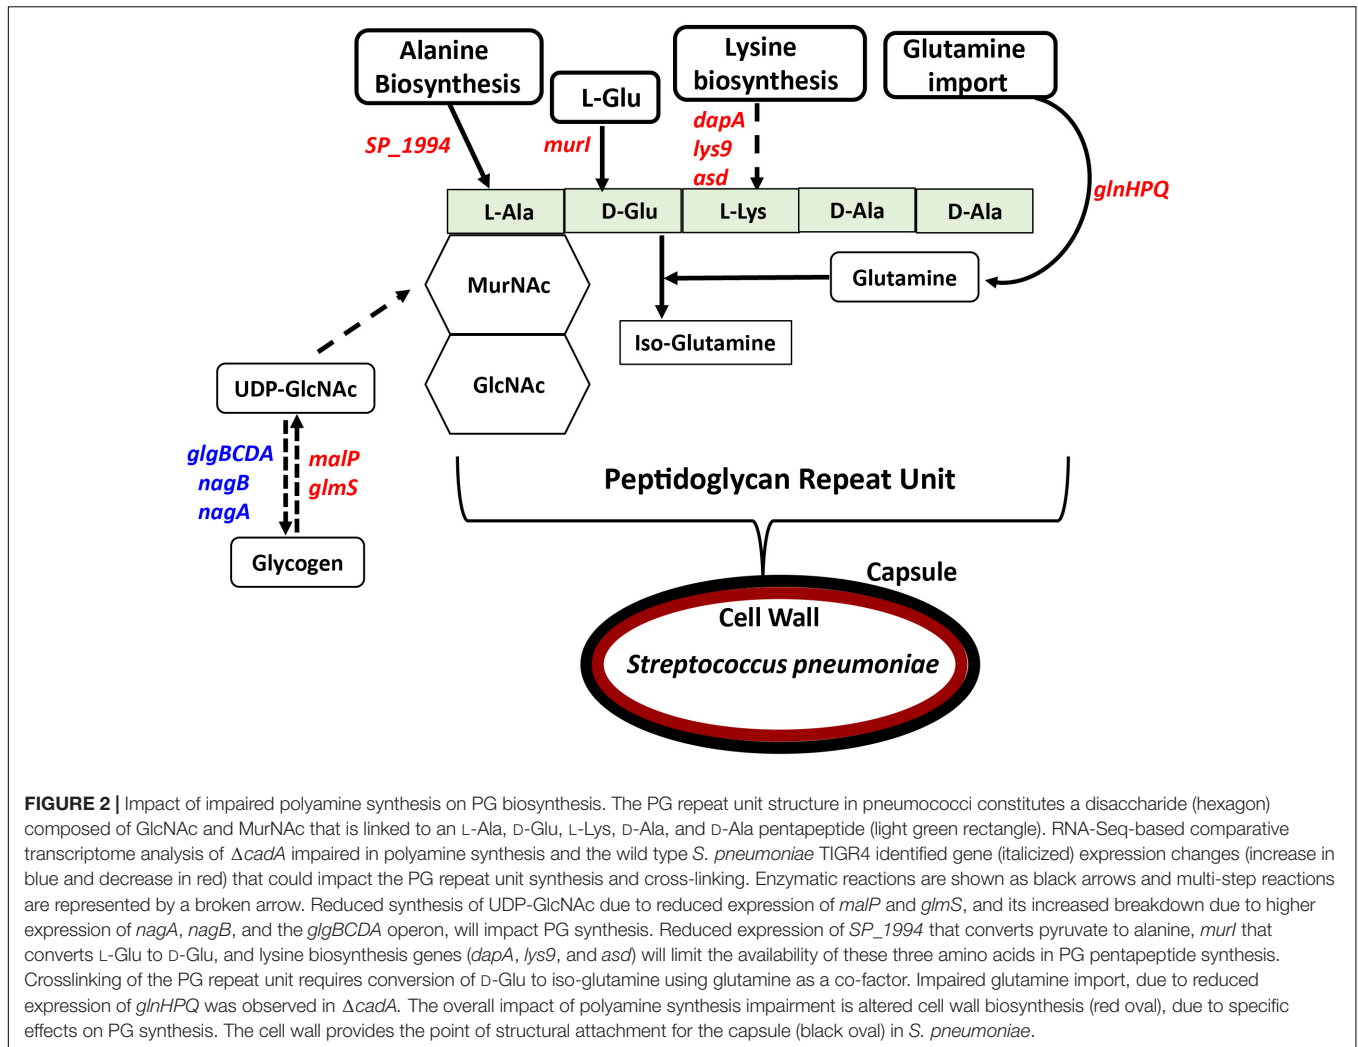 Alanine
Biosynthesis
L-Glu
Lysine
biosynthesis
Glutamine
import
SP_1994
murI
dapA
lys9
asd
glnHPQ
L-Ala
D-Glu
L-Lys
D-Ala
D-Ala
MurNAc
Glutamine
Iso-Glutamine
GlcNAc
UDP-GlcNAc
glgBCDA
nagB
nagA
malP
glmS
Glycogen
Peptidoglycan Repeat Unit
Capsule
Cell Wall
Streptococcus pneumoniae
FIGURE 2 | Impact of impaired polyamine synthesis on PG biosynthesis. The PG repeat unit structure in pneumococci constitutes a disaccharide (hexagon)
composed of GlcNAc and MurNAc that is linked to an L-Ala, D-Glu, L-Lys, D-Ala, and D-Ala pentapeptide (light green rectangle). RNA-Seq-based comparative
transcriptome analysis of ΔcadA impaired in polyamine synthesis and the wild type S. pneumoniae TIGR4 identified gene (italicized) expression changes (increase in
blue and decrease in red) that could impact the PG repeat unit synthesis and cross-linking. Enzymatic reactions are shown as black arrows and multi-step reactions
are represented by a broken arrow. Reduced synthesis of UDP-GlcNAc due to reduced expression of malP and glmS, and its increased breakdown due to higher
expression of nagA, nagB, and the glgBCDA operon, will impact PG synthesis. Reduced expression of SP_1994 that converts pyruvate to alanine, murI that
converts L-Glu to D-Glu, and lysine biosynthesis genes (dapA, lys9, and asd) will limit the availability of these three amino acids in PG pentapeptide synthesis.
Crosslinking of the PG repeat unit requires conversion of D-Glu to iso-glutamine using glutamine as a co-factor. Impaired glutamine import, due to reduced
expression of glnHPQ was observed in ΔcadA. The overall impact of polyamine synthesis impairment is altered cell wall biosynthesis (red oval), due to specific
effects on PG synthesis. The cell wall provides the point of structural attachment for the capsule (black oval) in S. pneumoniae.